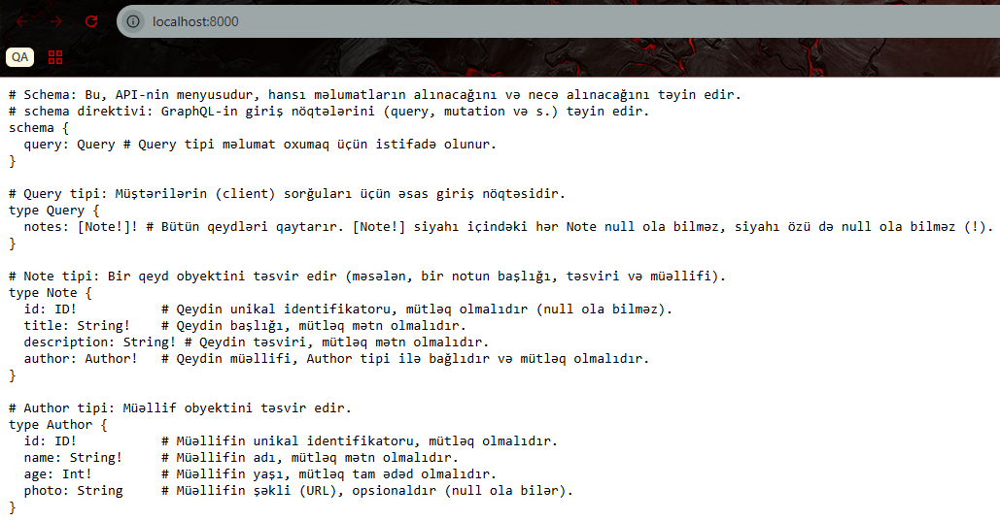 localhost:8000
QA
# Schema: Bu, API-nin menyusudur, hansı məlumatların alınacağını və necə alınacağını təyin edir.
# schema direktivi: GraphQL-in giriş nöqtələrini (query, mutation və s.) təyin edir.
schema {
  query: Query # Query tipi məlumat oxumaq üçün istifadə olunur.
}

# Query tipi: Müştərilərin (client) sorğuları üçün əsas giriş nöqtəsidir.
type Query {
  notes: [Note!]! # Bütün qeydləri qaytarır. [Note!] siyahı içindəki hər Note null ola bilməz, siyahı özü də null ola bilməz (!).
}

# Note tipi: Bir qeyd obyektini təsvir edir (məsələn, bir notun başlığı, təsviri və müəllifi).
type Note {
  id: ID!           # Qeydin unikal identifikatoru, mütləq olmalıdır (null ola bilməz).
  title: String!    # Qeydin başlığı, mütləq mətn olmalıdır.
  description: String! # Qeydin təsviri, mütləq mətn olmalıdır.
  author: Author!   # Qeydin müəllifi, Author tipi ilə bağlıdır və mütləq olmalıdır.
}

# Author tipi: Müəllif obyektini təsvir edir.
type Author {
  id: ID!           # Müəllifin unikal identifikatoru, mütləq olmalıdır.
  name: String!     # Müəllifin adı, mütləq mətn olmalıdır.
  age: Int!         # Müəllifin yaşı, mütləq tam ədəd olmalıdır.
  photo: String     # Müəllifin şəkli (URL), opsionaldır (null ola bilər).
}